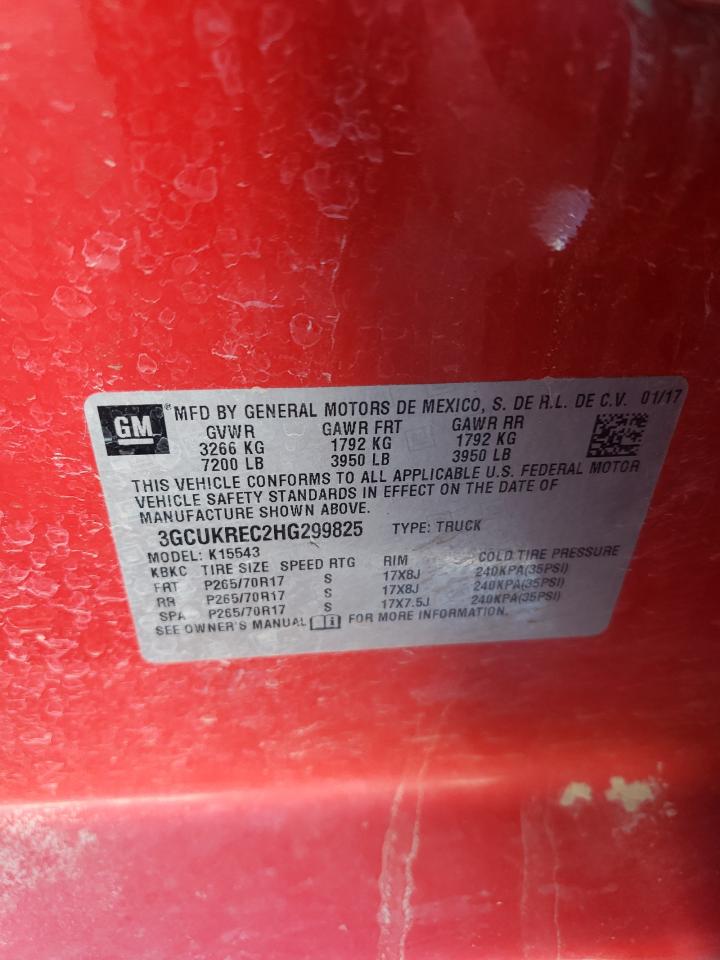 GM ® MFD BY GENERAL MOTORS DE MEXICO, S. DE R.L. DE C.V. 01/17
GVWR GAWR FRT GAWR RR
3266 KG 1792 KG 1792 KG
7200 LB 3950 LB 3950 LB
THIS VEHICLE CONFORMS TO ALL APPLICABLE U.S. FEDERAL MOTOR
VEHICLE SAFETY STANDARDS IN EFFECT ON THE DATE OF
MANUFACTURE SHOWN ABOVE.
3GCUKREC2HG299825 TYPE: TRUCK
MODEL: K15543
KBKC TIRE SIZE SPEED RTG RIM COLD TIRE PRESSURE
FRT P265/70R17 S 17X8J 240KPA(35PSI)
RR P265/70R17 S 17X8J 240KPA(35PSI)
SPA P265/70R17 S 17X7.5J 240KPA(35PSI)
SEE OWNER'S MANUAL FOR MORE INFORMATION.